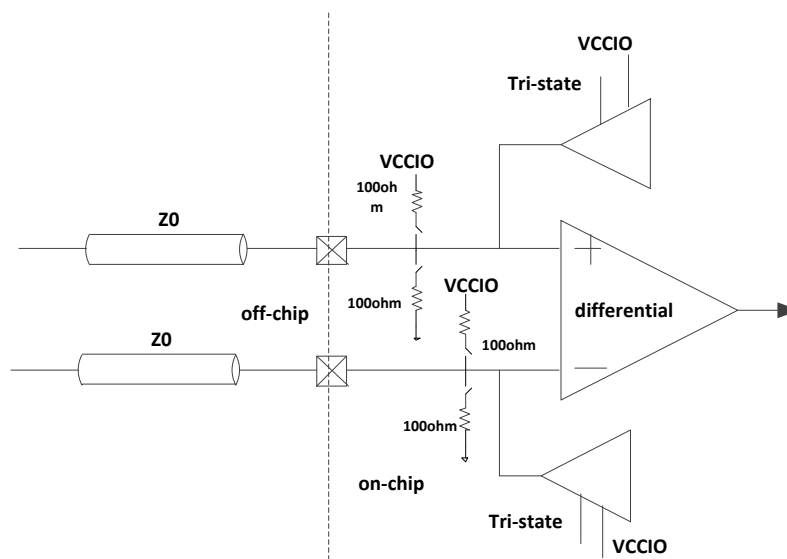 VCCIO
Tri-state
VCCIO
100oh
m
Z0
100ohm
VCCIO
off-chip
differential
Z0
100ohm
100ohm
on-chip
Tri-state
VCCIO